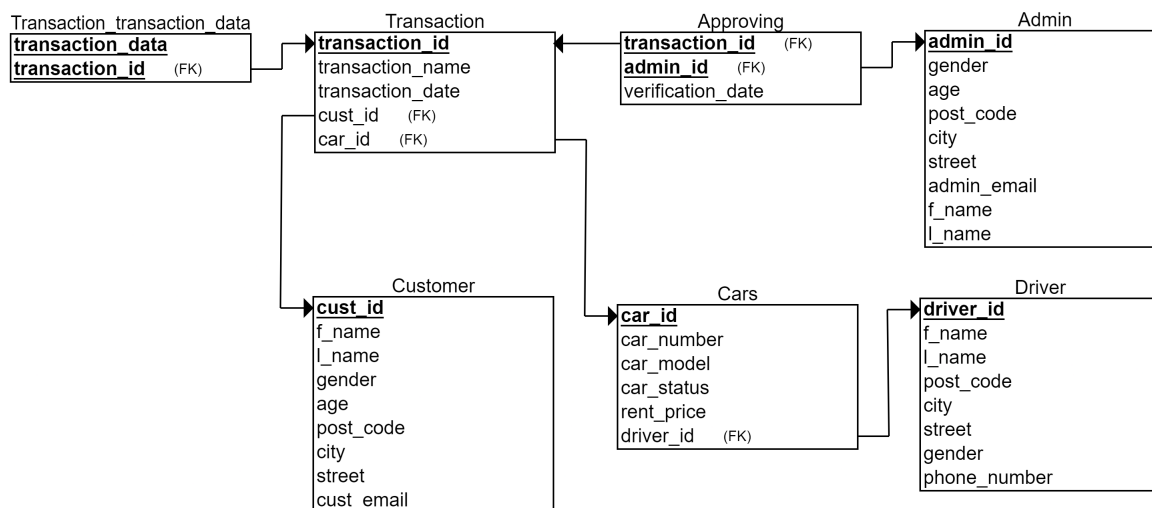 Transaction_transaction_data
transaction_data
transaction_id (FK)
Transaction
transaction_id
transaction_name
transaction_date
cust_id (FK)
car_id (FK)
Approving
transaction_id (FK)
admin_id (FK)
verification_date
Admin
admin_id
gender
age
post_code
city
street
admin_email
f_name
l_name
Customer
cust_id
f_name
l_name
gender
age
post_code
city
street
cust_email
Cars
car_id
car_number
car_model
car_status
rent_price
driver_id (FK)
Driver
driver_id
f_name
l_name
post_code
city
street
gender
phone_number